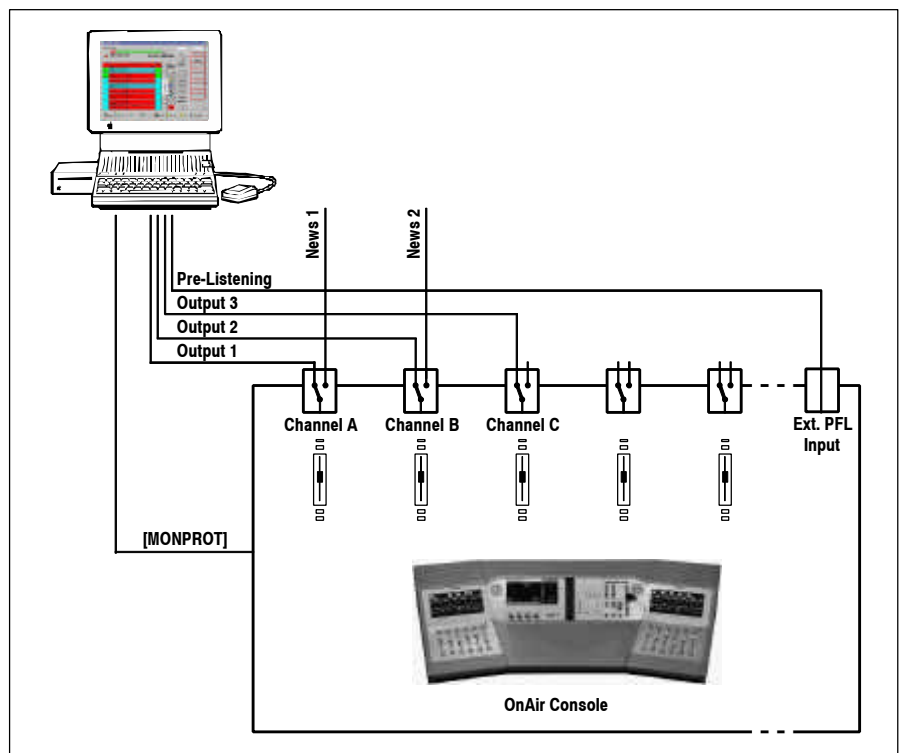 News 1
News 2
Pre-Listening
Output 3
Output 2
Output 1
Channel A
Channel B
Channel C
Ext. PFL
Input
[MONPROT]
OnAir Console